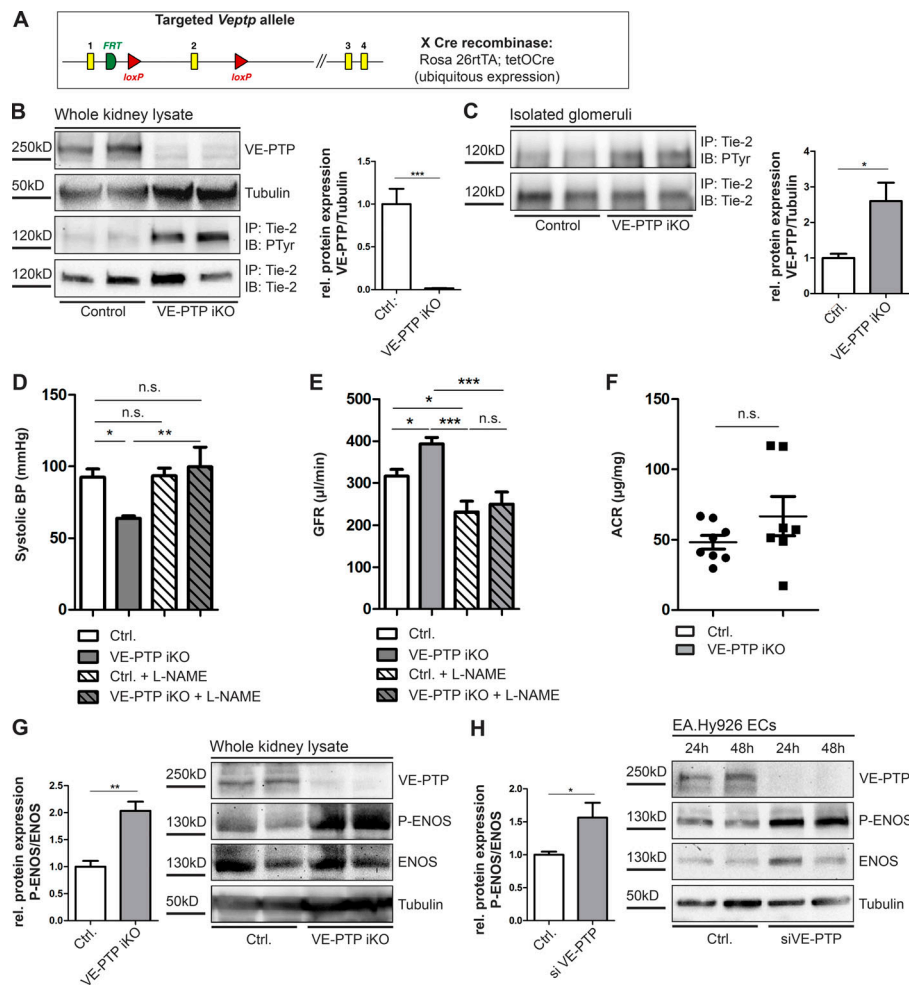 A
Targeted Veptp allele
1 FRT 2 3 4
loxP loxP
//
X Cre recombinase:
Rosa 26rtTA; tetOCre
(ubiquitous expression)
B
Whole kidney lysate
250kD VE-PTP
50kD Tubulin
120kD IP: Tie-2
IB: PTyr
120kD IP: Tie-2
IB: Tie-2
Control VE-PTP iKO
rel. protein expression
VE-PTP/Tubulin
1.5
1.0
0.5
0.0
***
Ctrl.
VE-PTP iKO
C
Isolated glomeruli
120kD IP: Tie-2
IB: PTyr
120kD IP: Tie-2
IB: Tie-2
Control VE-PTP iKO
rel. protein expression
VE-PTP/Tubulin
4
3
2
1
0
*
Ctrl.
VE-PTP iKO
D
Systolic BP (mmHg)
150
100
50
0
n.s.
n.s.
* **
Ctrl.
VE-PTP iKO
Ctrl. + L-NAME
VE-PTP iKO + L-NAME
E
GFR (µl/min)
500
400
300
200
100
0
***
*
* *** n.s.
Ctrl.
VE-PTP iKO
Ctrl. + L-NAME
VE-PTP iKO + L-NAME
F
ACR (µg/mg)
150
100
50
0
n.s.
Ctrl.
VE-PTP iKO
G
rel. protein expression
P-ENOS/ENOS
2.5
2.0
1.5
1.0
0.5
0.0
**
Ctrl.
VE-PTP iKO
Whole kidney lysate
250kD VE-PTP
130kD P-ENOS
130kD ENOS
50kD Tubulin
Ctrl. VE-PTP iKO
H
rel. protein expression
P-ENOS/ENOS
2.0
1.5
1.0
0.5
0.0
*
Ctrl.
si VE-PTP
EA.Hy926 ECs
24h 48h 24h 48h
250kD VE-PTP
130kD P-ENOS
130kD ENOS
50kD Tubulin
Ctrl. siVE-PTP